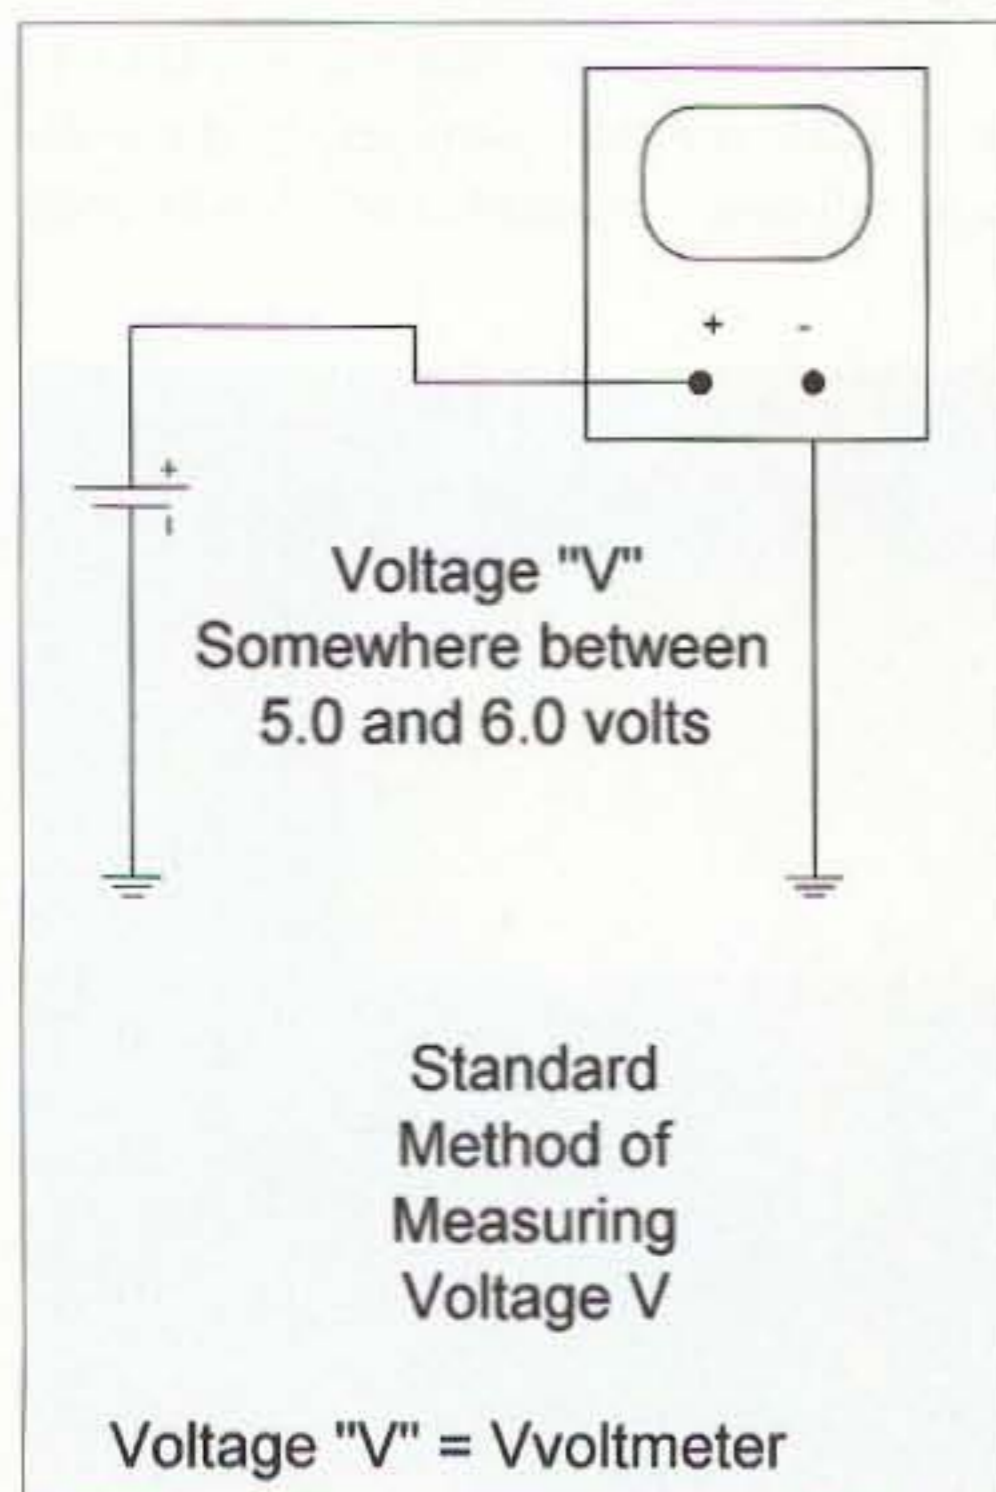 + -
+
-
Voltage "V"
Somewhere between
5.0 and 6.0 volts
Standard
Method of
Measuring
Voltage V
Voltage "V" = Vvoltmeter